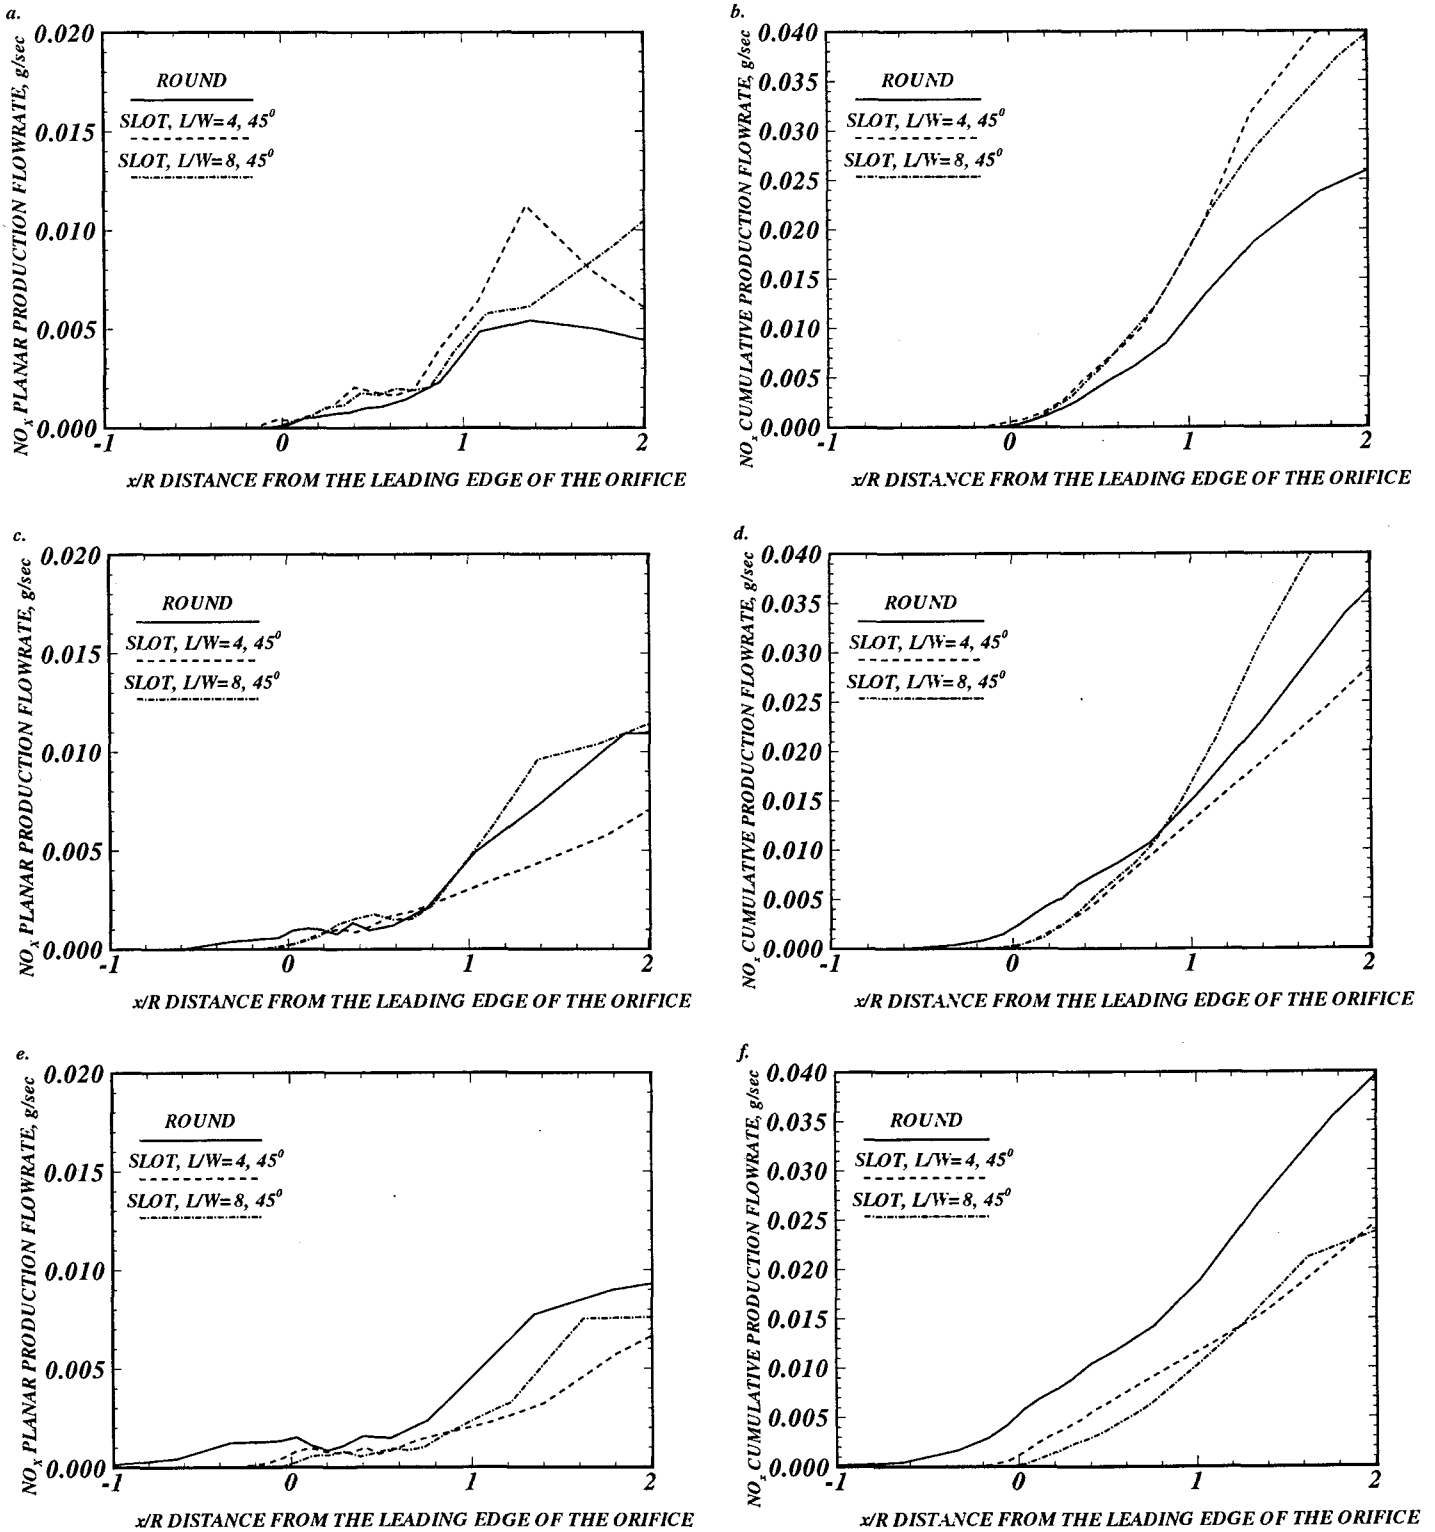 a.
NOx PLANAR PRODUCTION FLOWRATE, g/sec
0.020
0.015
0.010
0.005
0.000
ROUND
SLOT, L/W=4, 45⁰
SLOT, L/W=8, 45⁰
-1 0 1 2
x/R DISTANCE FROM THE LEADING EDGE OF THE ORIFICE
b.
NOx CUMULATIVE PRODUCTION FLOWRATE, g/sec
0.040
0.035
0.030
0.025
0.020
0.015
0.010
0.005
0.000
ROUND
SLOT, L/W=4, 45⁰
SLOT, L/W=8, 45⁰
-1 0 1 2
x/R DISTANCE FROM THE LEADING EDGE OF THE ORIFICE
c.
NOx PLANAR PRODUCTION FLOWRATE, g/sec
0.020
0.015
0.010
0.005
0.000
ROUND
SLOT, L/W=4, 45⁰
SLOT, L/W=8, 45⁰
-1 0 1 2
x/R DISTANCE FROM THE LEADING EDGE OF THE ORIFICE
d.
NOx CUMULATIVE PRODUCTION FLOWRATE, g/sec
0.040
0.035
0.030
0.025
0.020
0.015
0.010
0.005
0.000
ROUND
SLOT, L/W=4, 45⁰
SLOT, L/W=8, 45⁰
-1 0 1 2
x/R DISTANCE FROM THE LEADING EDGE OF THE ORIFICE
e.
NOx PLANAR PRODUCTION FLOWRATE, g/sec
0.020
0.015
0.010
0.005
0.000
ROUND
SLOT, L/W=4, 45⁰
SLOT, L/W=8, 45⁰
-1 0 1 2
x/R DISTANCE FROM THE LEADING EDGE OF THE ORIFICE
f.
NOx CUMULATIVE PRODUCTION FLOWRATE, g/sec
0.040
0.035
0.030
0.025
0.020
0.015
0.010
0.005
0.000
ROUND
SLOT, L/W=4, 45⁰
SLOT, L/W=8, 45⁰
-1 0 1 2
x/R DISTANCE FROM THE LEADING EDGE OF THE ORIFICE